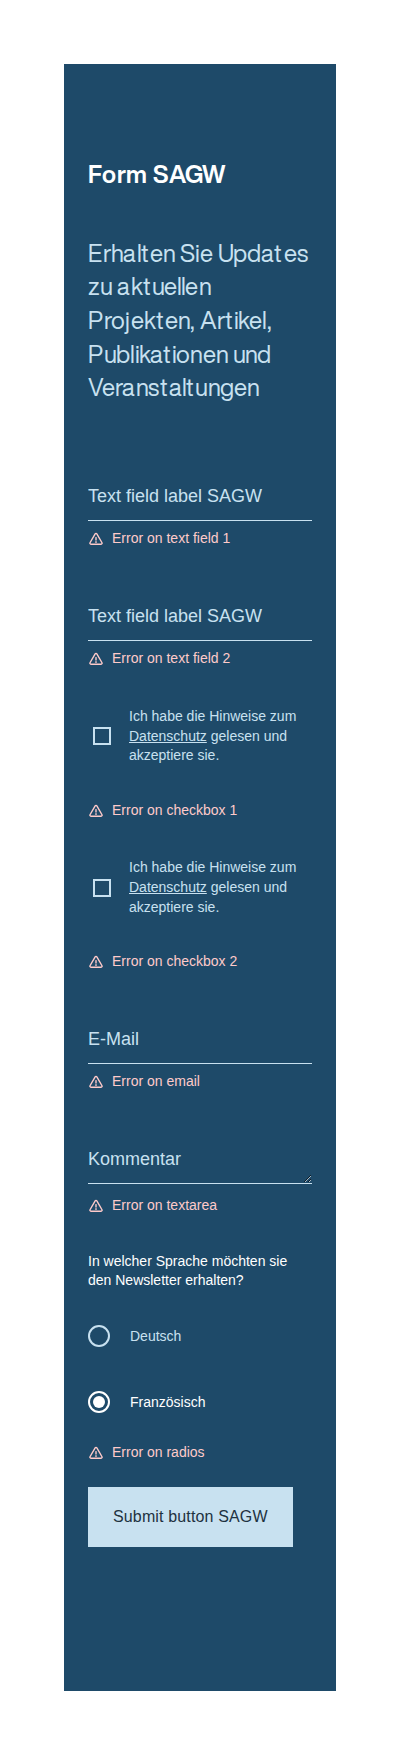 Form SAGW
Erhalten Sie Updates
zu aktuellen
Projekten, Artikel,
Publikationen und
Veranstaltungen
Text field label SAGW
Error on text field 1
Text field label SAGW
Error on text field 2
Ich habe die Hinweise zum
Datenschutz gelesen und
akzeptiere sie.
Error on checkbox 1
Ich habe die Hinweise zum
Datenschutz gelesen und
akzeptiere sie.
Error on checkbox 2
E-Mail
Error on email
Kommentar
Error on textarea
In welcher Sprache möchten sie
den Newsletter erhalten?
Deutsch
Französisch
Error on radios
Submit button SAGW